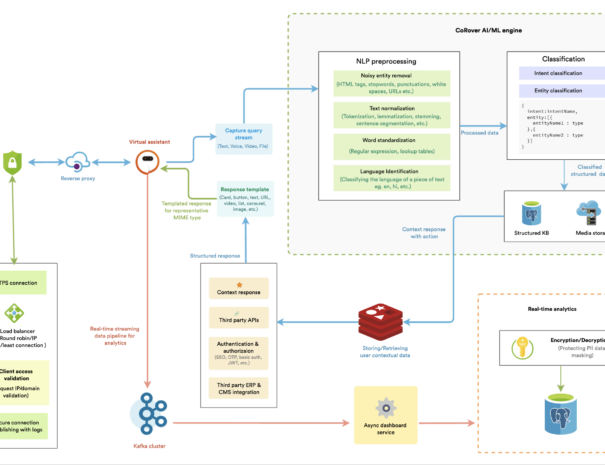 CoRover AI/ML engine
NLP preprocessing
Noisy entity removal
(HTML tags, stopwords, punctuations, white
spaces, URLs etc.)
Text normalization
(Tokenization, lemmatization, stemming,
sentence segmentation, etc.)
Word standardization
(Regular expression, lookup tables)
Language Identification
(Classifying the language of a piece of text
eg. en, hi, etc.)
Processed data
Classification
Intent classification
Entity classification
{
intent:intentName,
entity:[{
entityName1 : type
},{
entityName2 : type
}]
}
Classified
structured da
Structured KB
Media stora
Context response
with action
Virtual assistant
Reverse proxy
Capture query
stream
(Text, Voice, Video, File)
Response template
(Card, button, text, URL,
video, list, carousel,
image, etc.)
Templated response
for representative
MIME type
Structured response
Context response
Third party APIs
Authentication &
authorization
(SSO, OTP, basic auth,
JWT, etc.)
Third party ERP &
CMS integration
Storing/Retrieving
user contextual data
Real-time streaming
data pipeline for
analytics
TPS connection
Load balancer
Round robin/IP
/least connection )
Client access
validation
quest IP/domain
validation)
cure connection
blishing with logs
Kafka cluster
Async dashboard
service
Real-time analytics
Encryption/Decryptio
(Protecting PII data
masking)